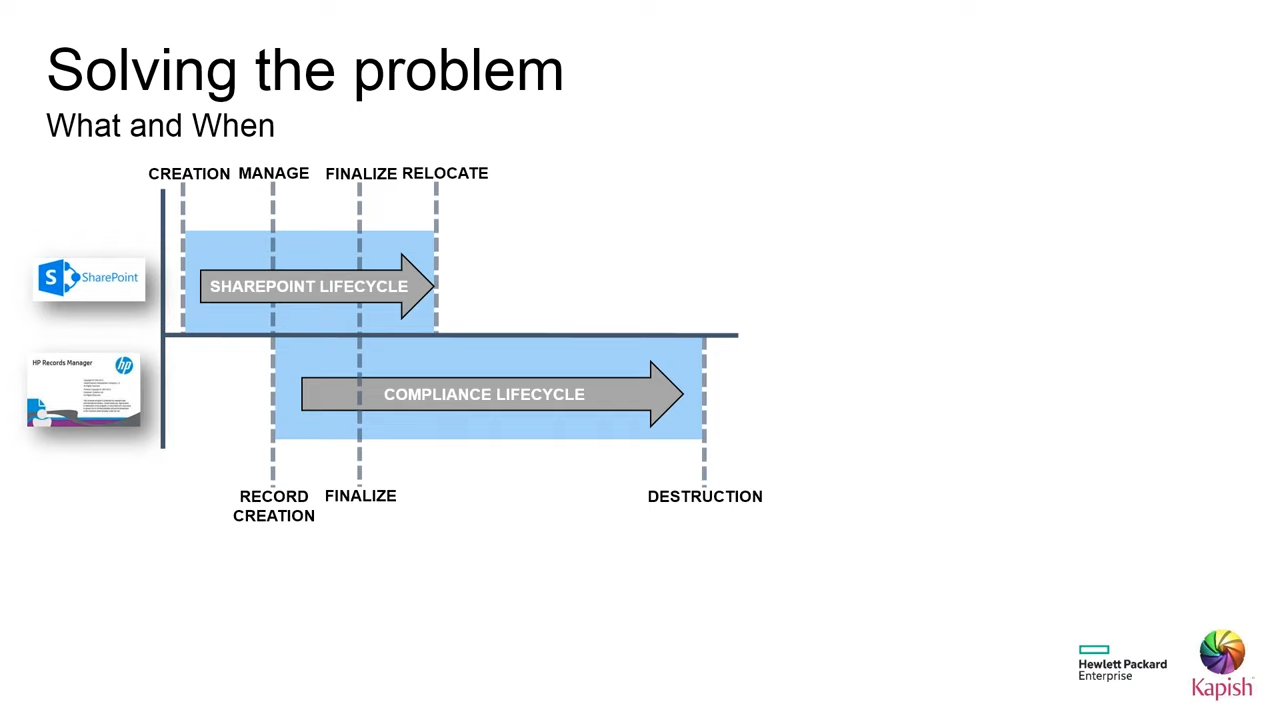 Solving the problem
What and When
CREATION MANAGE FINALIZE RELOCATE
S SharePoint
SHAREPOINT LIFECYCLE
HP Records Manager
hp
COMPLIANCE LIFECYCLE
RECORD
CREATION
FINALIZE
DESTRUCTION
Hewlett Packard
Enterprise
Kapish